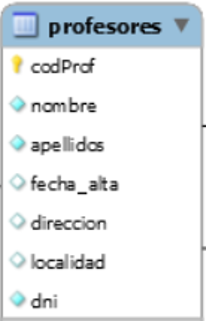 profesores
codProf
nombre
apellidos
fecha_alta
direccion
localidad
dni